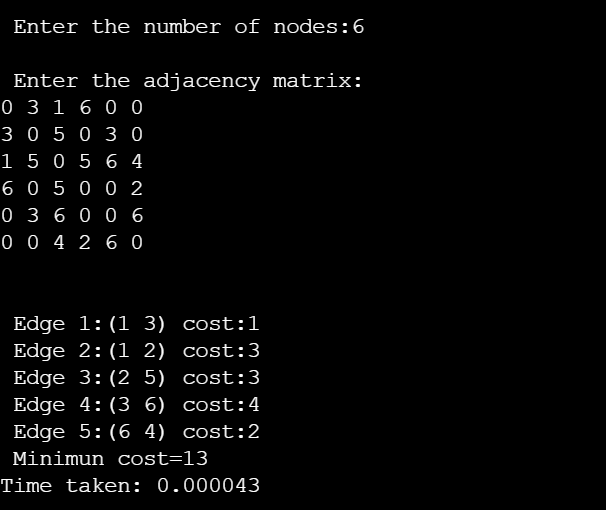 Enter the number of nodes:6
Enter the adjacency matrix:
0 3 1 6 0 0
3 0 5 0 3 0
1 5 0 5 6 4
6 0 5 0 0 2
0 3 6 0 0 6
0 0 4 2 6 0
Edge 1:(1 3) cost:1
Edge 2:(1 2) cost:3
Edge 3:(2 5) cost:3
Edge 4:(3 6) cost:4
Edge 5:(6 4) cost:2
Minimun cost=13
Time taken: 0.000043